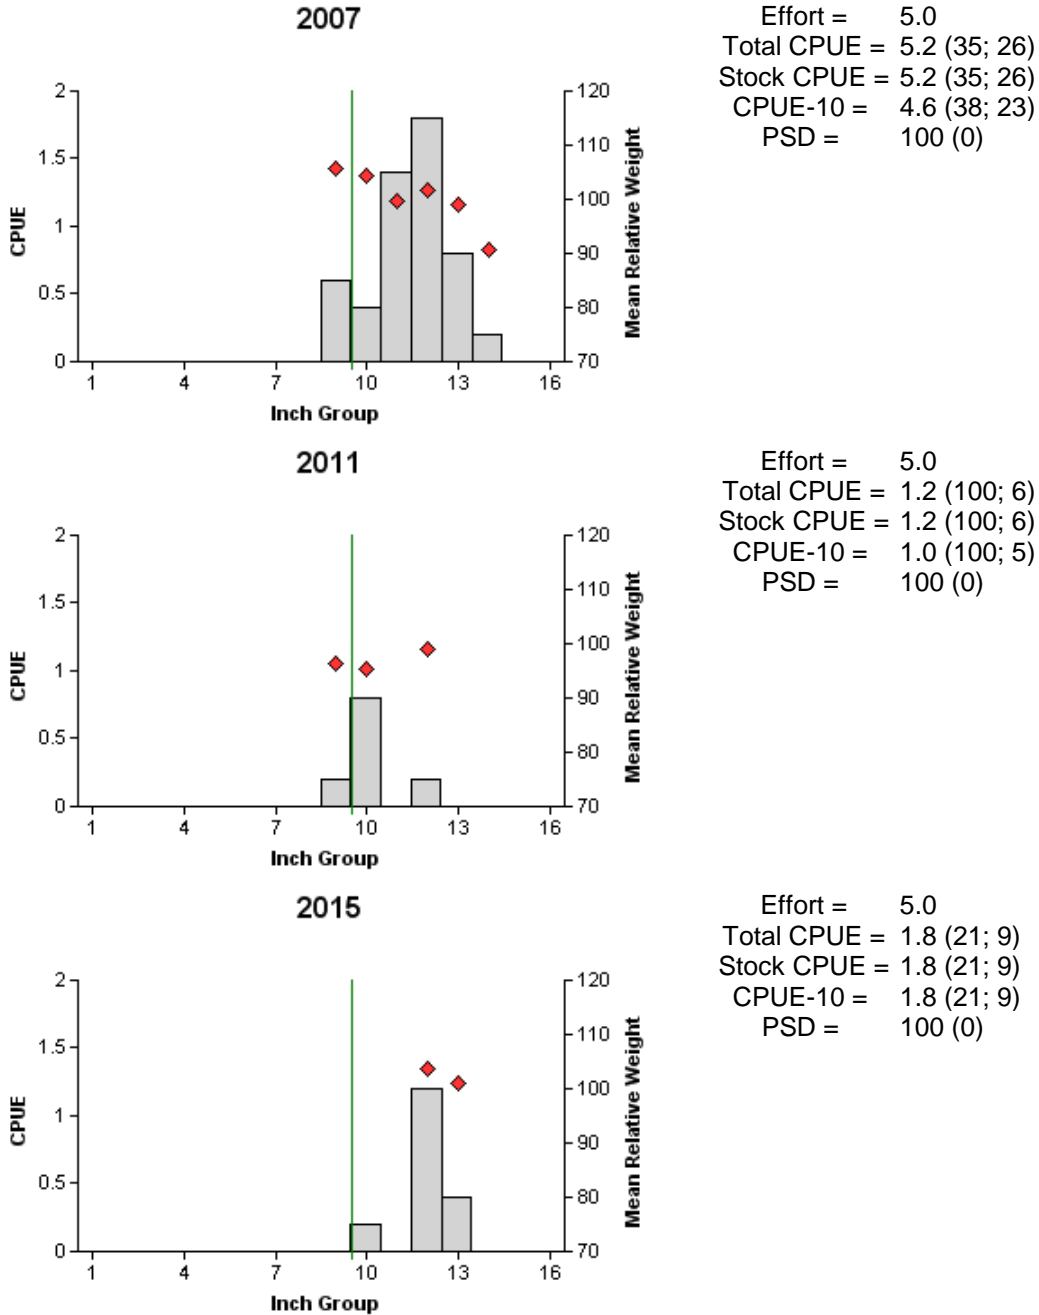 2007
Effort = 5.0
Total CPUE = 5.2 (35; 26)
Stock CPUE = 5.2 (35; 26)
CPUE-10 = 4.6 (38; 23)
PSD = 100 (0)
2
1.5
1
0.5
0
CPUE
120
110
100
90
80
70
Mean Relative Weight
1 4 7 10 13 16
Inch Group
2011
Effort = 5.0
Total CPUE = 1.2 (100; 6)
Stock CPUE = 1.2 (100; 6)
CPUE-10 = 1.0 (100; 5)
PSD = 100 (0)
2
1.5
1
0.5
0
CPUE
120
110
100
90
80
70
Mean Relative Weight
1 4 7 10 13 16
Inch Group
2015
Effort = 5.0
Total CPUE = 1.8 (21; 9)
Stock CPUE = 1.8 (21; 9)
CPUE-10 = 1.8 (21; 9)
PSD = 100 (0)
2
1.5
1
0.5
0
CPUE
120
110
100
90
80
70
Mean Relative Weight
1 4 7 10 13 16
Inch Group